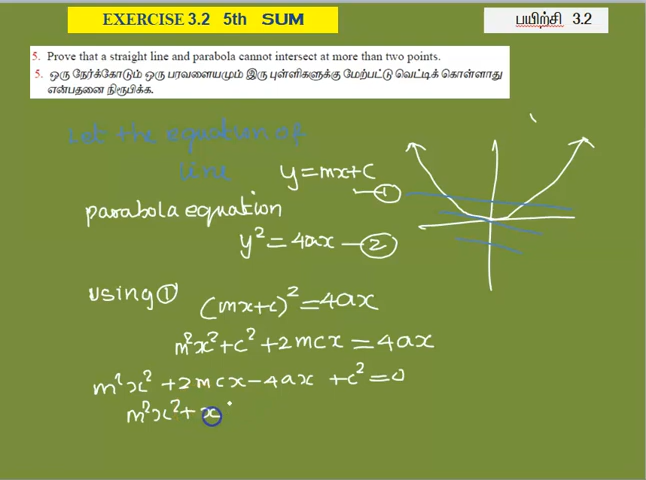 EXERCISE 3.2 5th SUM
பயிற்சி 3.2
5. Prove that a straight line and parabola cannot intersect at more than two points.
5. ஒரு நேர்க்கோடும் ஒரு பரவளையமும் இரு புள்ளிகளுக்கு மேற்பட்டு வெட்டிக் கொள்ளாது
என்பதனை நிரூபிக்க.
Let the equation of
line
y = mx + c —①
parabola equation
y² = 4ax —②
using ①
(mx+c)² = 4ax
m²x² + c² + 2mcx = 4ax
m²x² + 2mcx - 4ax + c² = 0
m²x² + x